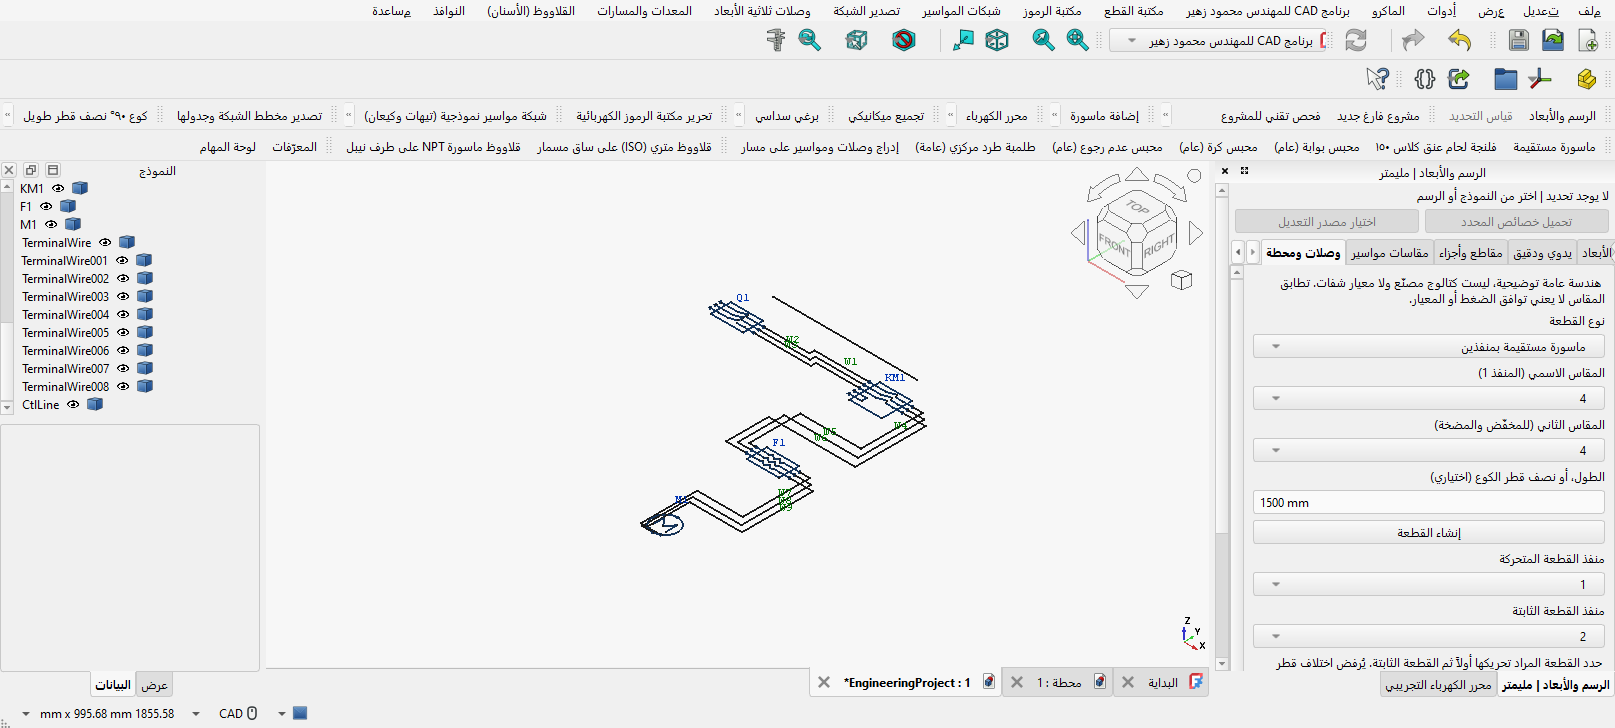 ملف تعديل عرض أدوات الماكرو برنامج CAD للمهندس محمود زهير مكتبة القطع مكتبة الرموز شبكات المواسير تصدير الشبكة وصلات ثلاثية الأبعاد المعدات والمسارات القلاووظ (الأسنان) النوافذ مساعدة
برنامج CAD للمهندس محمود زهير
الرسم والأبعاد قياس التحديد مشروع فارغ جديد فحص تقني للمشروع إضافة ماسورة محرر الكهرباء تجميع ميكانيكي برغي سداسي تحرير مكتبة الرموز الكهربائية شبكة مواسير نموذجية (تيهات وكيعان) تصدير مخطط الشبكة وجدولها كوع ٩٠° نصف قطر طويل
ماسورة مستقيمة فلنجة لحام عنق كلاس ١٥٠ محبس بوابة (عام) محبس كرة (عام) محبس عدم رجوع (عام) طلمبة طرد مركزي (عامة) إدراج وصلات ومواسير على مسار قلاووظ متري (ISO) على ساق مسمار قلاووظ ماسورة NPT على طرف نيبل المعرّفات لوحة المهام
الرسم والأبعاد | مليمتر
لا يوجد تحديد | اختر من النموذج أو الرسم
تحميل خصائص المحدد اختيار مصدر التعديل
الأبعاد يدوي ودقيق مقاطع وأجزاء مقاسات مواسير وصلات ومحطة
هندسة عامة توضيحية، ليست كتالوج مصنّع ولا معيار شفات. تطابق
المقاس لا يعني توافق الضغط أو المعيار.
نوع القطعة
ماسورة مستقيمة بمنفذين
المقاس الاسمي (المنفذ 1)
4
المقاس الثاني (للمخفّض والمضخة)
4
الطول، أو نصف قطر الكوع (اختياري)
1500 mm
إنشاء القطعة
منفذ القطعة المتحركة
1
منفذ القطعة الثابتة
2
حدد القطعة المراد تحريكها أولاً ثم القطعة الثابتة. يُرفض اختلاف قطر
الرسم والأبعاد | مليمتر محرر الكهرباء التجريبي
TOP
FRONT
RIGHT
Z
Y
X
Q1
W2
W1
KM1
W4
W5
W6
F1
W7
W8
W9
M1
النموذج
KM1
F1
M1
TerminalWire
TerminalWire001
TerminalWire002
TerminalWire003
TerminalWire004
TerminalWire005
TerminalWire006
TerminalWire007
TerminalWire008
CtlLine
عرض البيانات
البداية
محطة : 1
EngineeringProject : 1*
1855.58 mm x 995.68 mm
CAD